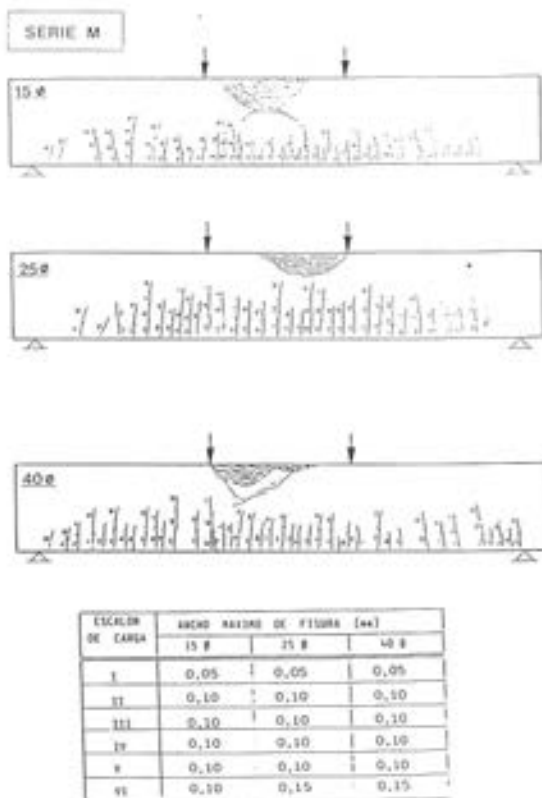 SERIE M
15 ø
25 ø
40 ø
ESCALON DE CARGA
ANCHO MAXIMO DE FISURA [mm]
15 ø 25 ø 40 ø
I 0,05 0,05 0,05
II 0,10 0,10 0,10
III 0,10 0,10 0,10
IV 0,10 0,10 0,10
V 0,10 0,10 0,10
VI 0,10 0,15 0,15